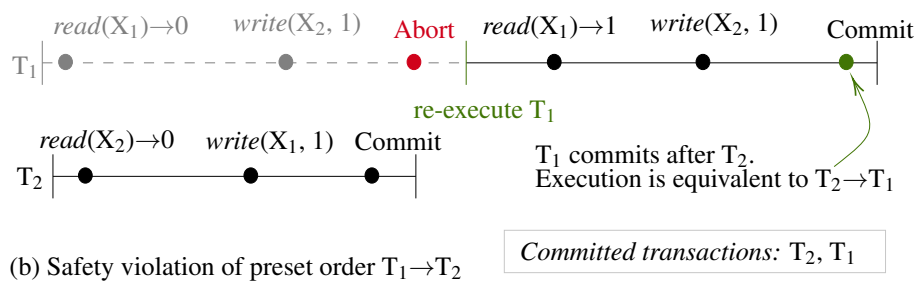 read(X₁)→0 write(X₂, 1) Abort read(X₁)→1 write(X₂, 1) Commit
T₁
re-execute T₁
read(X₂)→0 write(X₁, 1) Commit
T₂
T₁ commits after T₂.
Execution is equivalent to T₂→T₁
(b) Safety violation of preset order T₁→T₂
Committed transactions: T₂, T₁